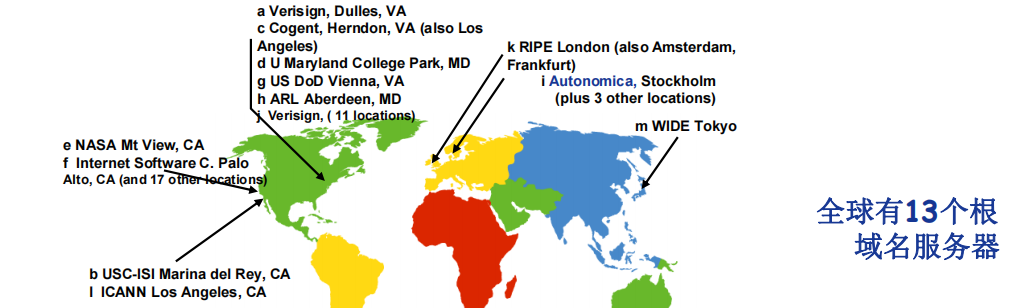 a Verisign, Dulles, VA
c Cogent, Herndon, VA (also Los
Angeles)
d U Maryland College Park, MD
g US DoD Vienna, VA
h ARL Aberdeen, MD
j Verisign, ( 11 locations)
k RIPE London (also Amsterdam,
Frankfurt)
i Autonomica, Stockholm
(plus 3 other locations)
m WIDE Tokyo
e NASA Mt View, CA
f Internet Software C. Palo
Alto, CA (and 17 other locations)
b USC-ISI Marina del Rey, CA
l ICANN Los Angeles, CA
全球有13个根
域名服务器